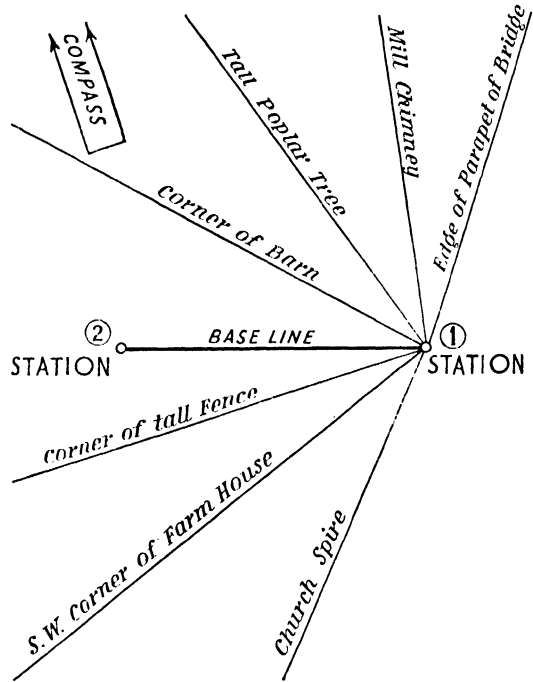 COMPASS
Tall Poplar Tree
Mill Chimney
Edge of Parapet of Bridge
Corner of Barn
② STATION
BASE LINE
① STATION
Corner of tall Fence
S.W. Corner of Farm House
Church Spire